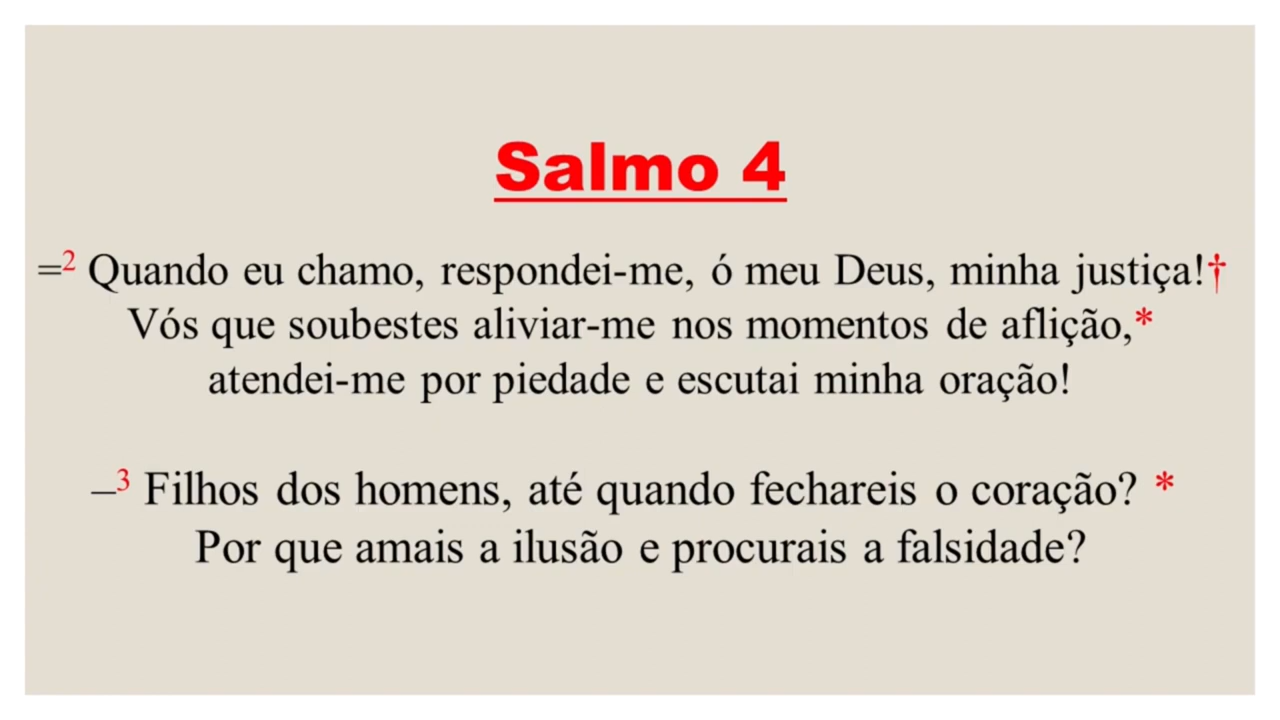 Salmo 4
=² Quando eu chamo, respondei-me, ó meu Deus, minha justiça!†
Vós que soubestes aliviar-me nos momentos de aflição,*
atendei-me por piedade e escutai minha oração!
–³ Filhos dos homens, até quando fechareis o coração? *
Por que amais a ilusão e procurais a falsidade?